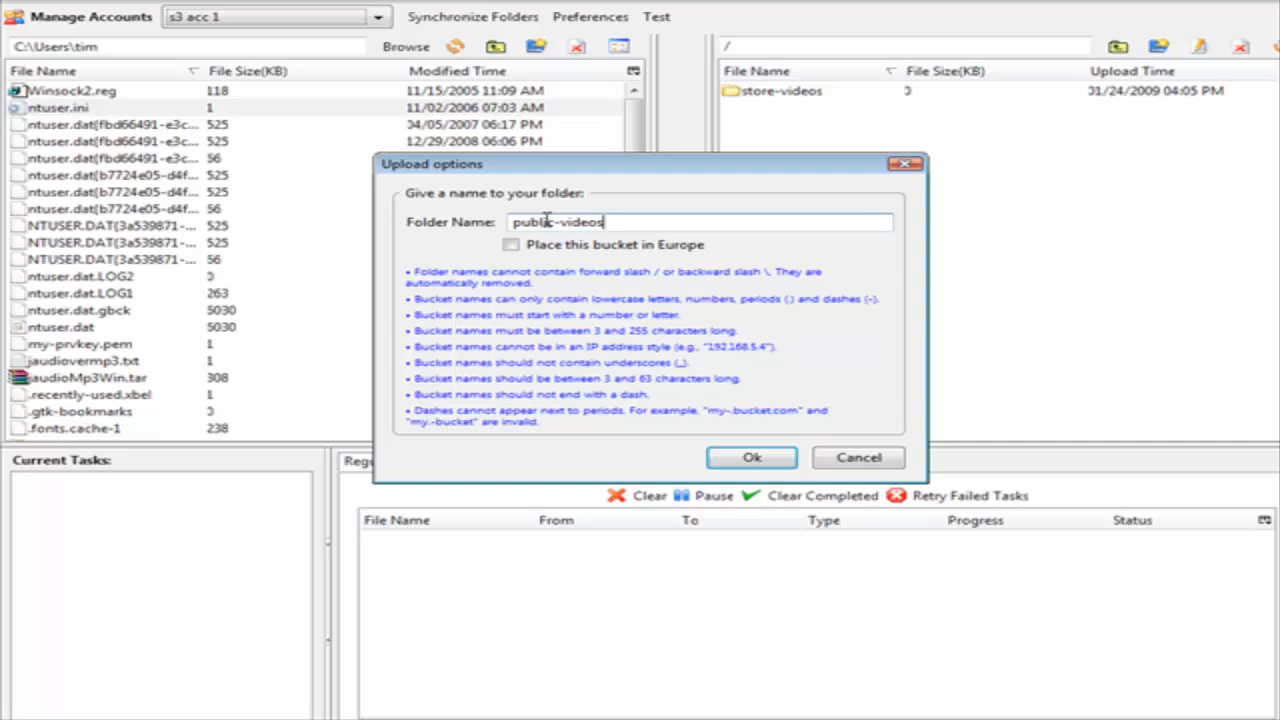 Manage Accounts s3 acc 1 Synchronize Folders Preferences Test
C:\Users\tim Browse /
File Name File Size(KB) Modified Time File Name File Size(KB) Upload Time
Winsock2.reg 118 11/15/2005 11:09 AM store-videos 0 01/24/2009 04:05 PM
ntuser.ini 1 11/02/2006 07:03 AM
ntuser.dat{fbd66491-e3c... 525 04/05/2007 06:17 PM
ntuser.dat{fbd66491-e3c... 525 12/29/2008 06:06 PM
ntuser.dat{fbd66491-e3c... 56
ntuser.dat{b7724e05-d4f... 525
ntuser.dat{b7724e05-d4f... 525
ntuser.dat{b7724e05-d4f... 56
NTUSER.DAT{3a539871-... 525
NTUSER.DAT{3a539871-... 525
NTUSER.DAT{3a539871-... 56
ntuser.dat.LOG2 0
ntuser.dat.LOG1 263
ntuser.dat.gbck 5030
ntuser.dat 5030
my-prvkey.pem 1
jaudiovermp3.txt 1
jaudioMp3Win.tar 308
.recently-used.xbel 1
.gtk-bookmarks 0
.fonts.cache-1 238
Upload options
Give a name to your folder:
Folder Name: public-videos
Place this bucket in Europe
• Folder names cannot contain forward slash / or backward slash \. They are
automatically removed.
• Bucket names can only contain lowercase letters, numbers, periods (.) and dashes (-).
• Bucket names must start with a number or letter.
• Bucket names must be between 3 and 255 characters long.
• Bucket names cannot be in an IP address style (e.g., "192.168.5.4").
• Bucket names should not contain underscores (_).
• Bucket names should be between 3 and 63 characters long.
• Bucket names should not end with a dash.
• Dashes cannot appear next to periods. For example, "my-.bucket.com" and
"my.-bucket" are invalid.
Ok Cancel
Current Tasks:
Clear Pause Clear Completed Retry Failed Tasks
File Name From To Type Progress Status